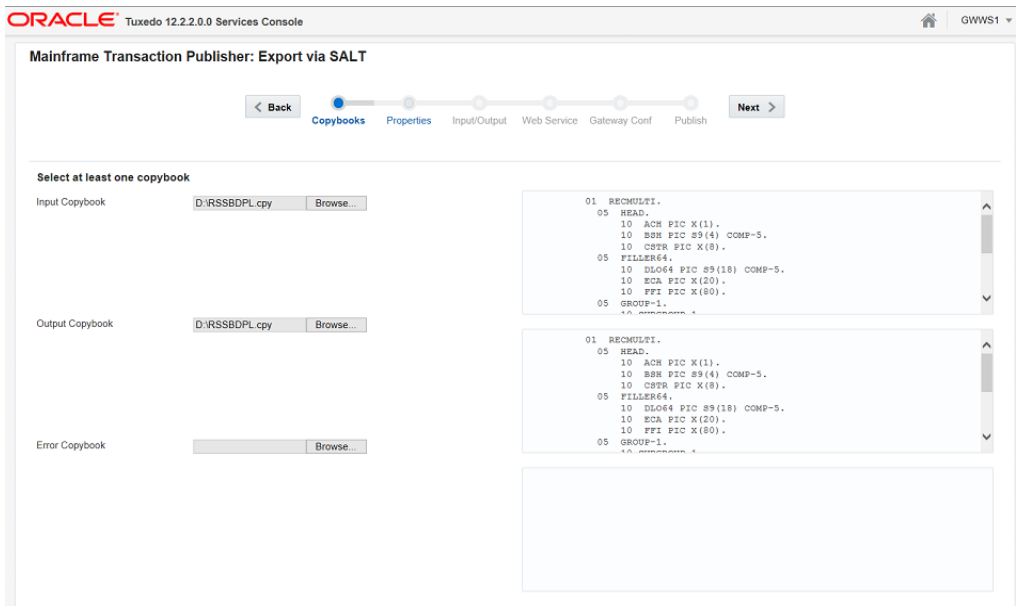 ORACLE Tuxedo 12.2.2.0.0 Services Console
GWWS1
Mainframe Transaction Publisher: Export via SALT
Back
Copybooks Properties Input/Output Web Service Gateway Conf Publish
Next
Select at least one copybook
Input Copybook D:\RSSBDPL.cpy Browse...
01 RECMULTI.
05 HEAD.
10 ACH PIC X(1).
10 BSH PIC S9(4) COMP-5.
10 CSTR PIC X(8).
05 FILLER64.
10 DLO64 PIC S9(18) COMP-5.
10 ECA PIC X(20).
10 FFI PIC X(80).
05 GROUP-1.
Output Copybook D:\RSSBDPL.cpy Browse...
01 RECMULTI.
05 HEAD.
10 ACH PIC X(1).
10 BSH PIC S9(4) COMP-5.
10 CSTR PIC X(8).
05 FILLER64.
10 DLO64 PIC S9(18) COMP-5.
10 ECA PIC X(20).
10 FFI PIC X(80).
05 GROUP-1.
Error Copybook Browse...